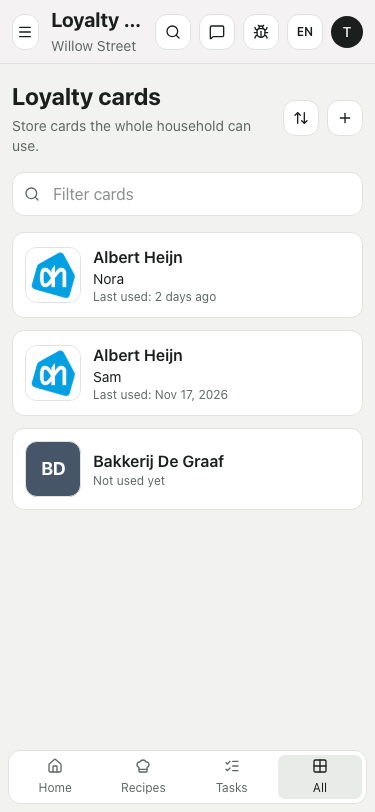 Loyalty ...
Willow Street
EN
T
Loyalty cards
Store cards the whole household can
use.
Filter cards
ah
Albert Heijn
Nora
Last used: 2 days ago
ah
Albert Heijn
Sam
Last used: Nov 17, 2026
BD
Bakkerij De Graaf
Not used yet
Home
Recipes
Tasks
All